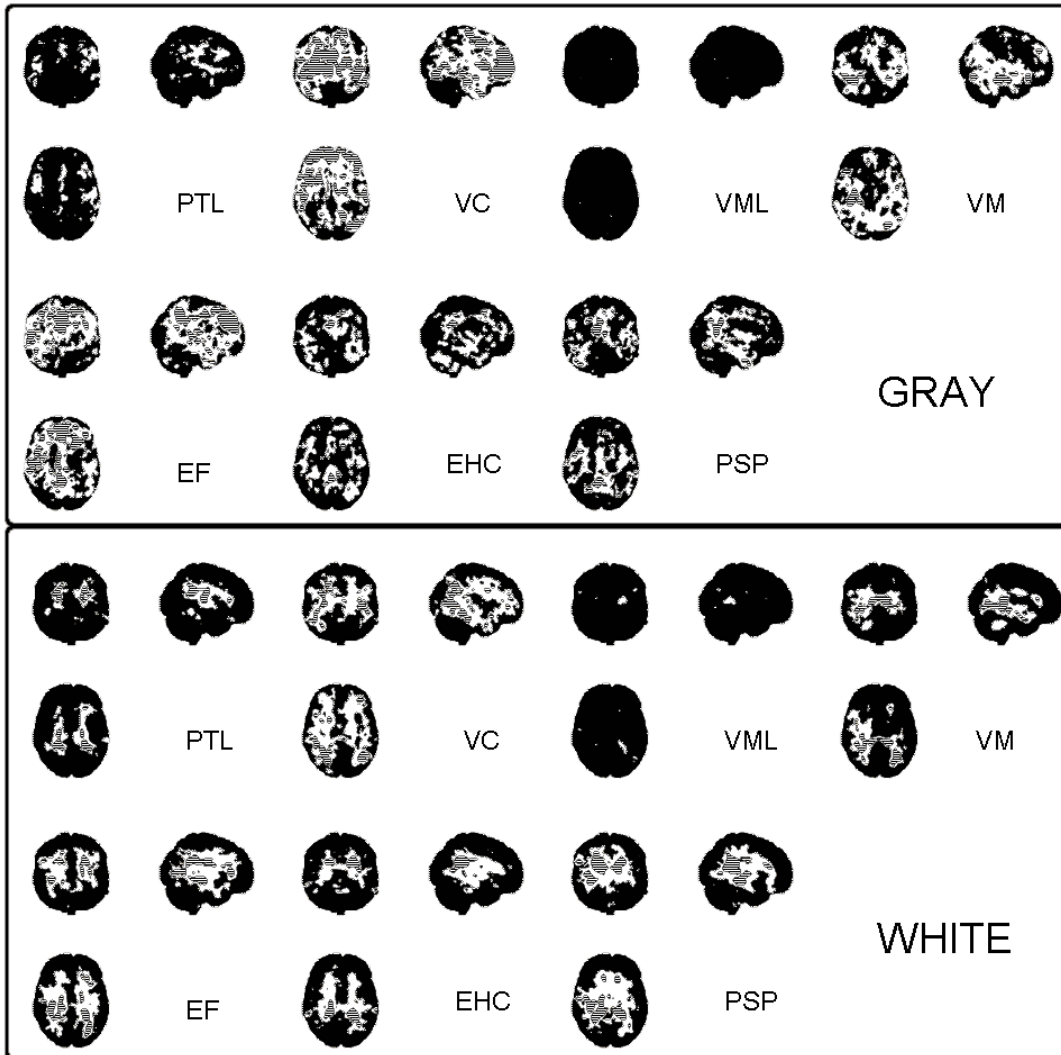 PTL
VC
VML
VM
EF
EHC
PSP
GRAY
PTL
VC
VML
VM
EF
EHC
PSP
WHITE